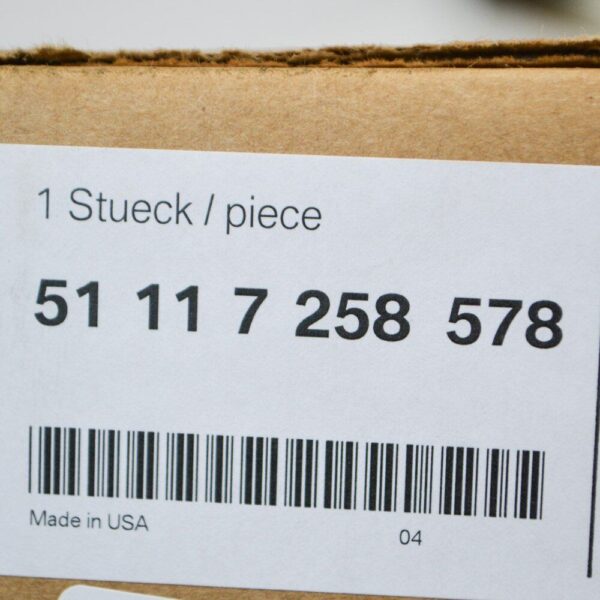 1 Stueck / piece
51 11 7 258 578
Made in USA
04